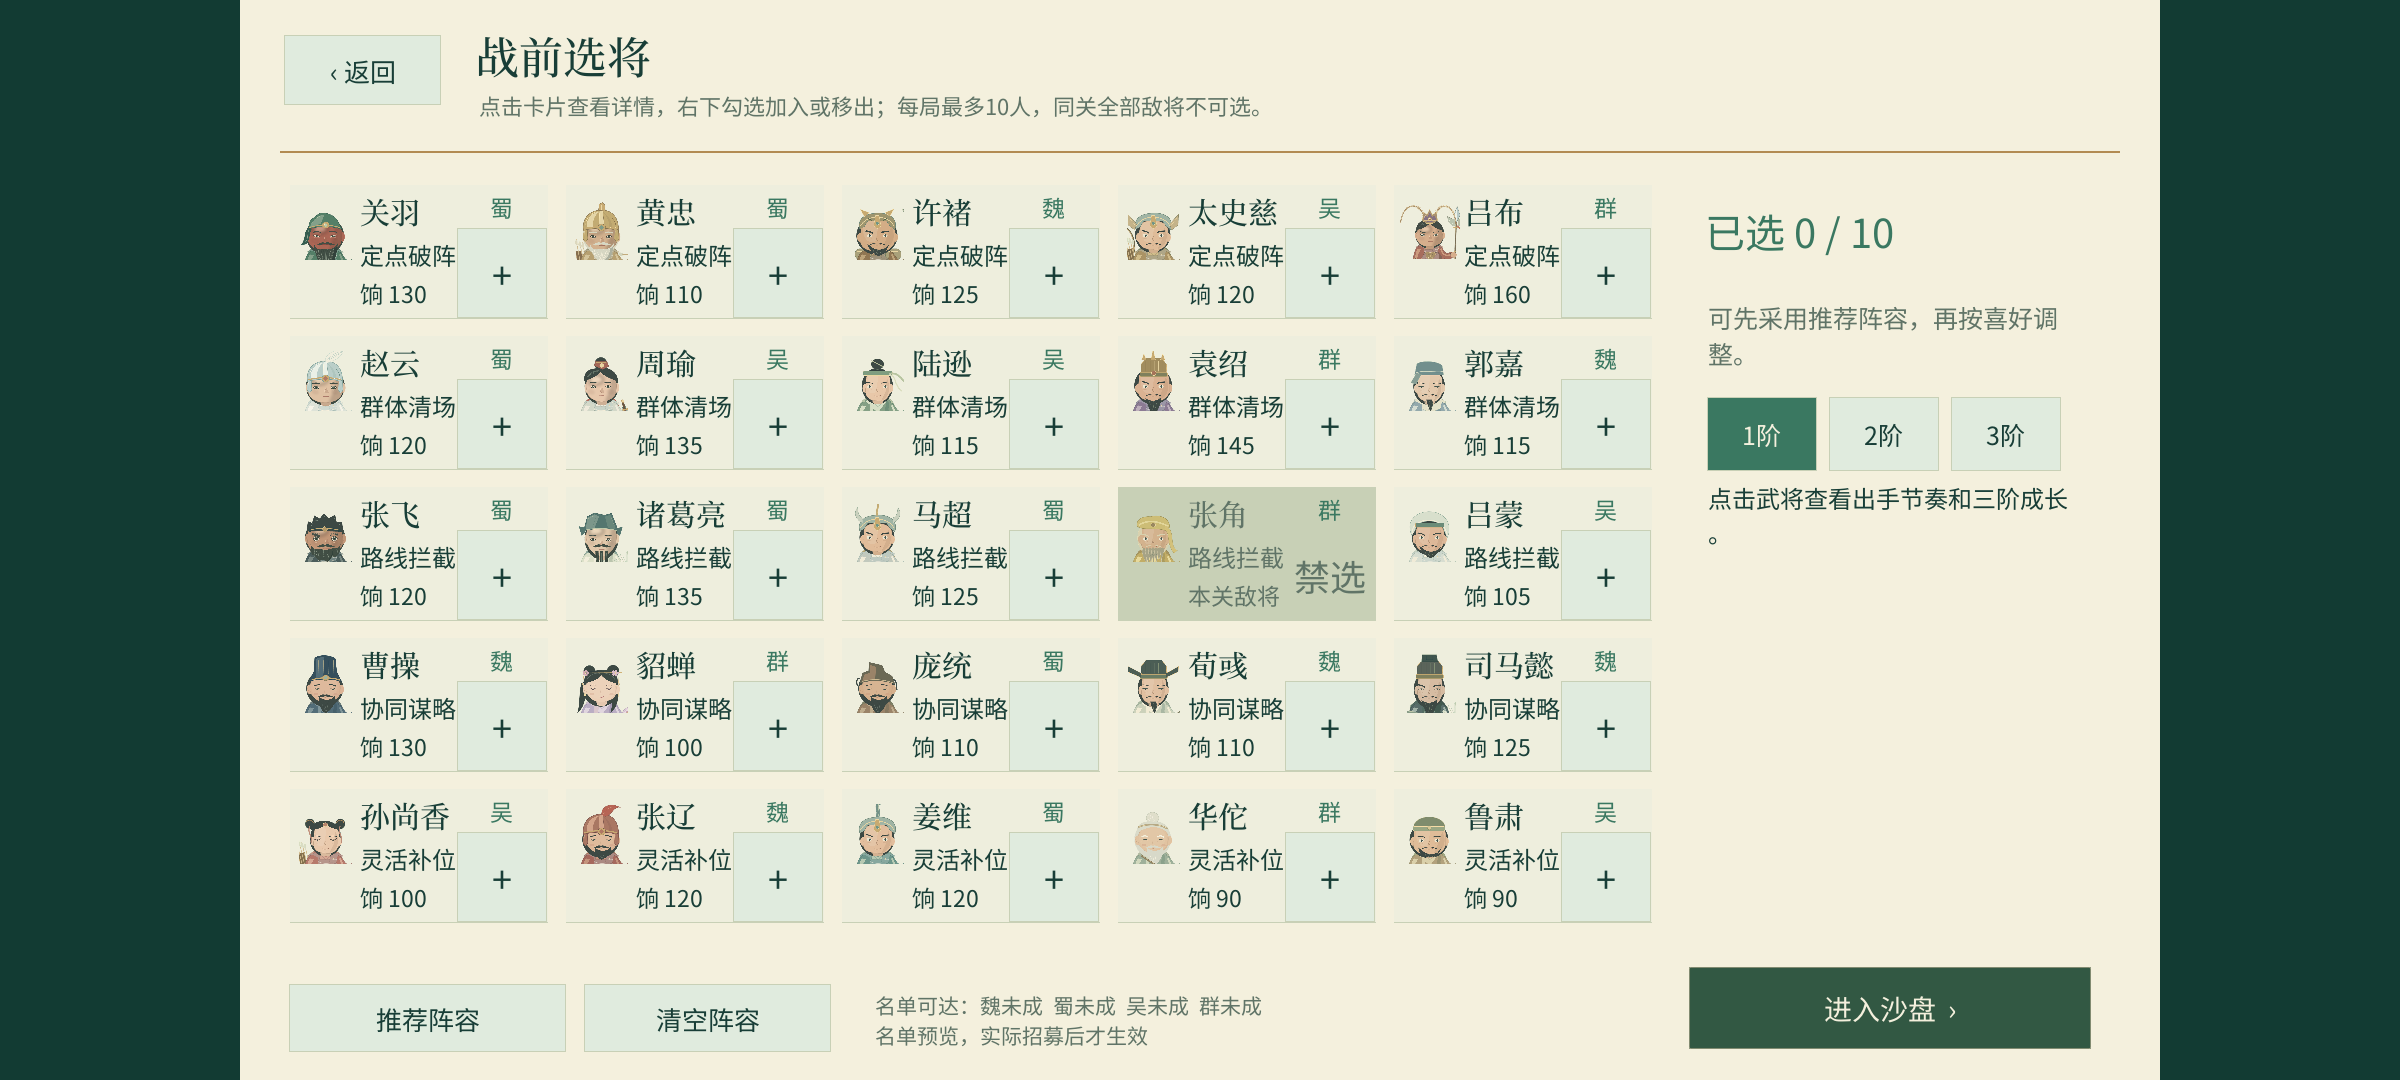 ‹ 返回
战前选将
点击卡片查看详情，右下勾选加入或移出；每局最多10人，同关全部敌将不可选。
关羽 蜀
定点破阵
饷 130
+
黄忠 蜀
定点破阵
饷 110
+
许褚 魏
定点破阵
饷 125
+
太史慈 吴
定点破阵
饷 120
+
吕布 群
定点破阵
饷 160
+
赵云 蜀
群体清场
饷 120
+
周瑜 吴
群体清场
饷 135
+
陆逊 吴
群体清场
饷 115
+
袁绍 群
群体清场
饷 145
+
郭嘉 魏
群体清场
饷 115
+
张飞 蜀
路线拦截
饷 120
+
诸葛亮 蜀
路线拦截
饷 135
+
马超 蜀
路线拦截
饷 125
+
张角 群
路线拦截
本关敌将
禁选
吕蒙 吴
路线拦截
饷 105
+
曹操 魏
协同谋略
饷 130
+
貂蝉 群
协同谋略
饷 100
+
庞统 蜀
协同谋略
饷 110
+
荀彧 魏
协同谋略
饷 110
+
司马懿 魏
协同谋略
饷 125
+
孙尚香 吴
灵活补位
饷 100
+
张辽 魏
灵活补位
饷 120
+
姜维 蜀
灵活补位
饷 120
+
华佗 群
灵活补位
饷 90
+
鲁肃 吴
灵活补位
饷 90
+
已选 0 / 10
可先采用推荐阵容，再按喜好调
整。
1阶 2阶 3阶
点击武将查看出手节奏和三阶成长
。
推荐阵容
清空阵容
名单可达：魏未成 蜀未成 吴未成 群未成
名单预览，实际招募后才生效
进入沙盘 ›